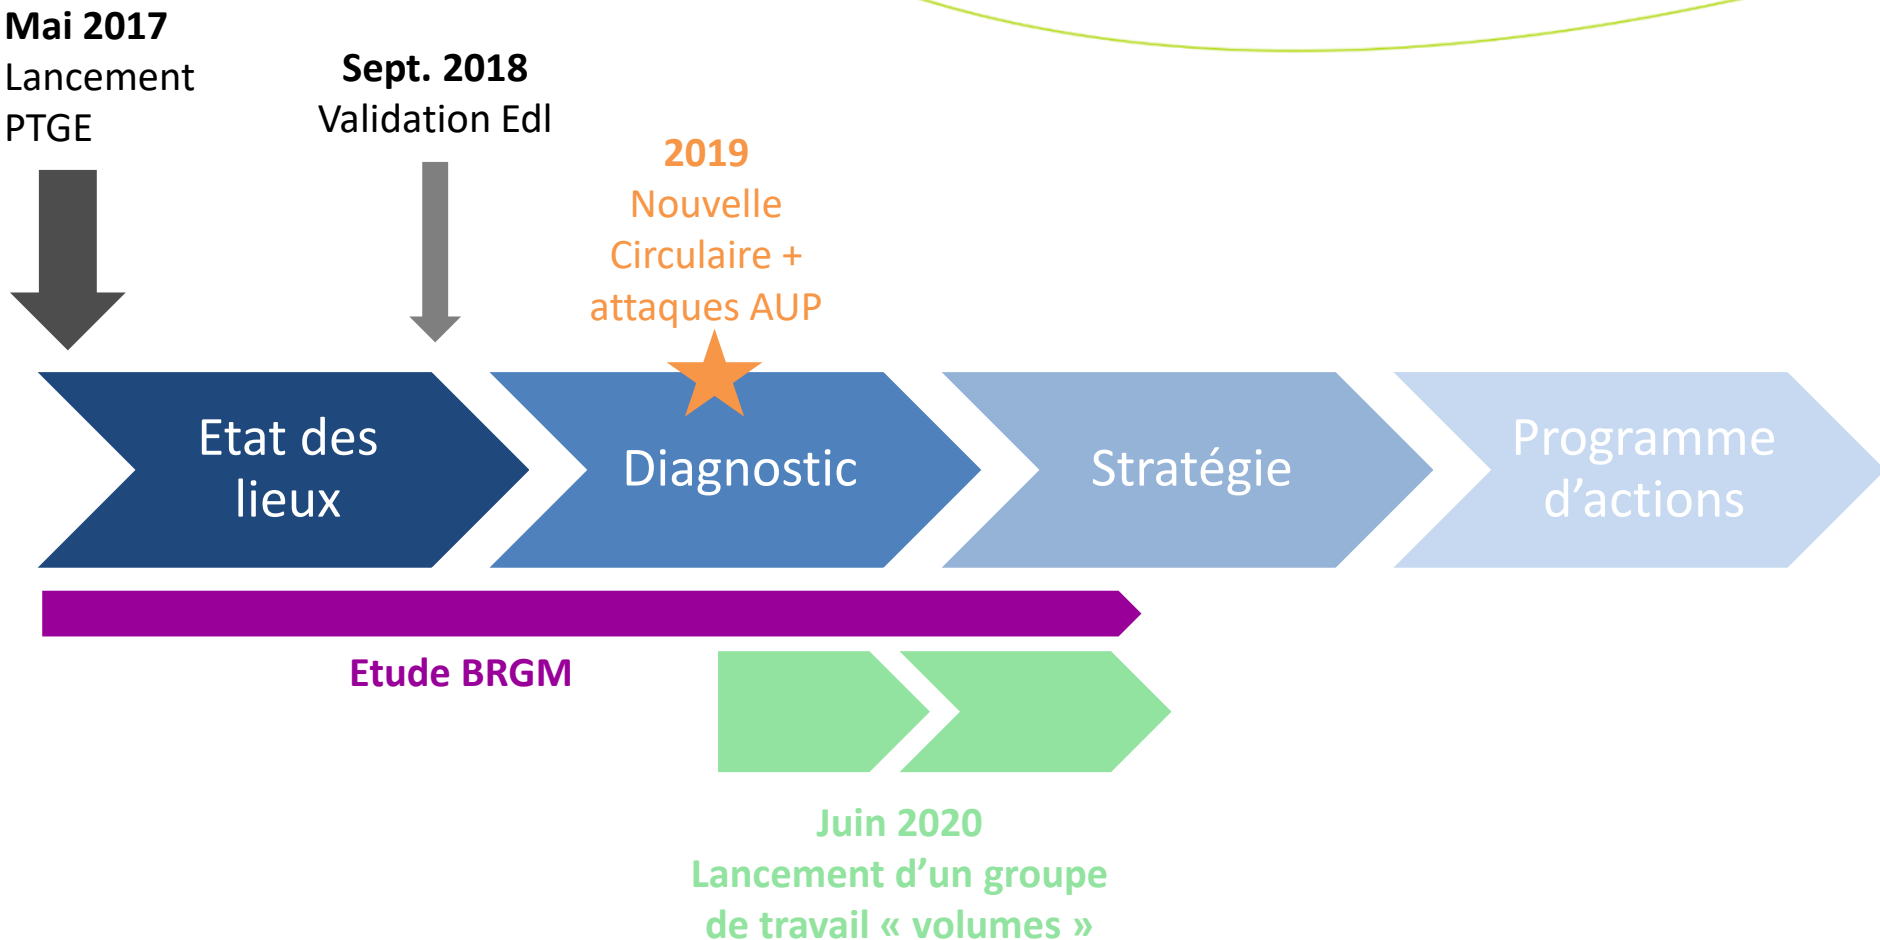 Mai 2017
Lancement
PTGE
Sept. 2018
Validation Edl
2019
Nouvelle
Circulaire +
attaques AUP
Etat des
lieux
Diagnostic
Stratégie
Programme
d’actions
Etude BRGM
Juin 2020
Lancement d’un groupe
de travail « volumes »